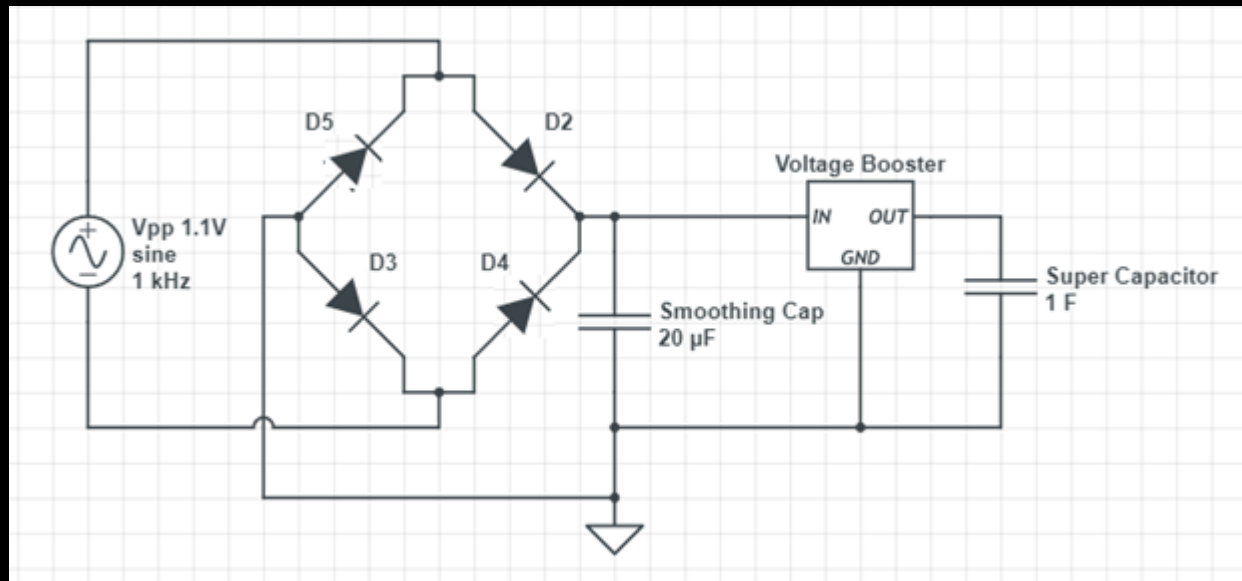 D5
D2
Voltage Booster
Vpp 1.1V
sine
1 kHz
IN
OUT
GND
D3
D4
Super Capacitor
1 F
Smoothing Cap
20 µF
+
−